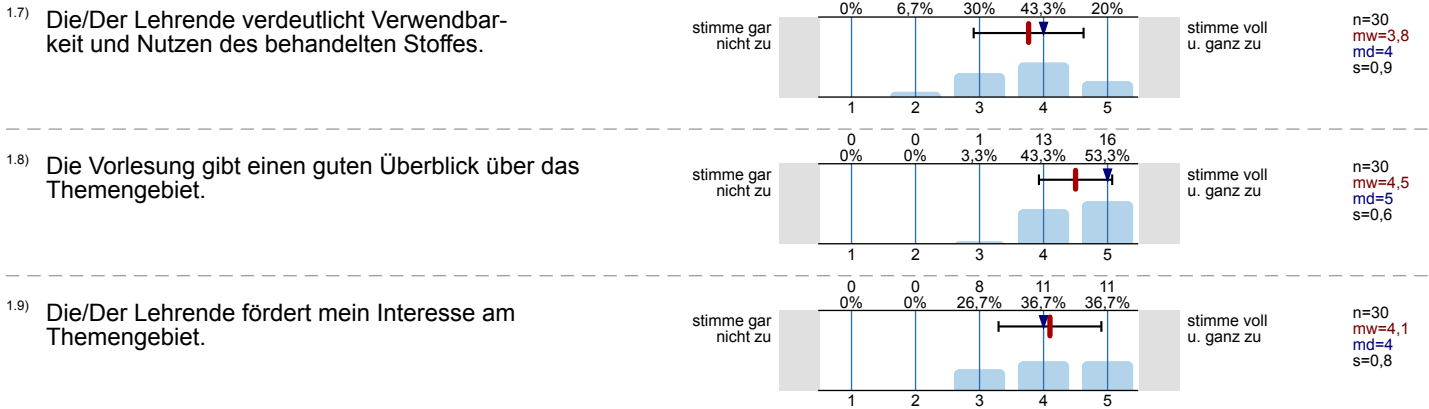 1.7) Die/Der Lehrende verdeutlicht Verwendbar-
keit und Nutzen des behandelten Stoffes.
0% 6,7% 30% 43,3% 20%
stimme gar
nicht zu
stimme voll
u. ganz zu
n=30
mw=3,8
md=4
s=0,9
1 2 3 4 5
1.8) Die Vorlesung gibt einen guten Überblick über das
Themengebiet.
0 0 1 13 16
0% 0% 3,3% 43,3% 53,3%
stimme gar
nicht zu
stimme voll
u. ganz zu
n=30
mw=4,5
md=5
s=0,6
1 2 3 4 5
1.9) Die/Der Lehrende fördert mein Interesse am
Themengebiet.
0 0 8 11 11
0% 0% 26,7% 36,7% 36,7%
stimme gar
nicht zu
stimme voll
u. ganz zu
n=30
mw=4,1
md=4
s=0,8
1 2 3 4 5